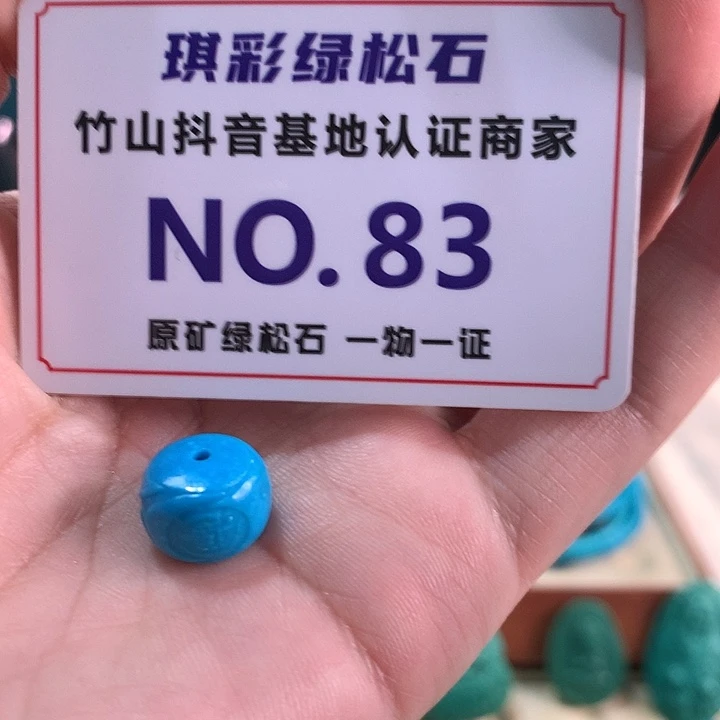 琪彩绿松石
竹山抖音基地认证商家
NO.83
原矿绿松石 一物一证